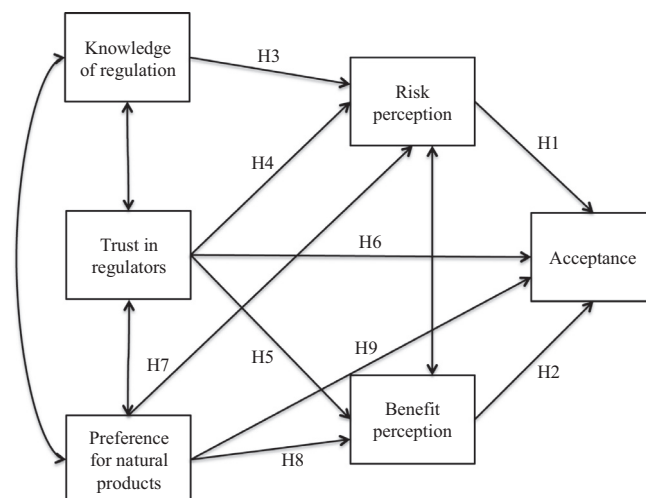 Knowledge
of regulation
H3
Risk
perception
H1
H4
Trust in
regulators
H6
Acceptance
H7
H5
H9
H2
Preference
for natural
products
H8
Benefit
perception